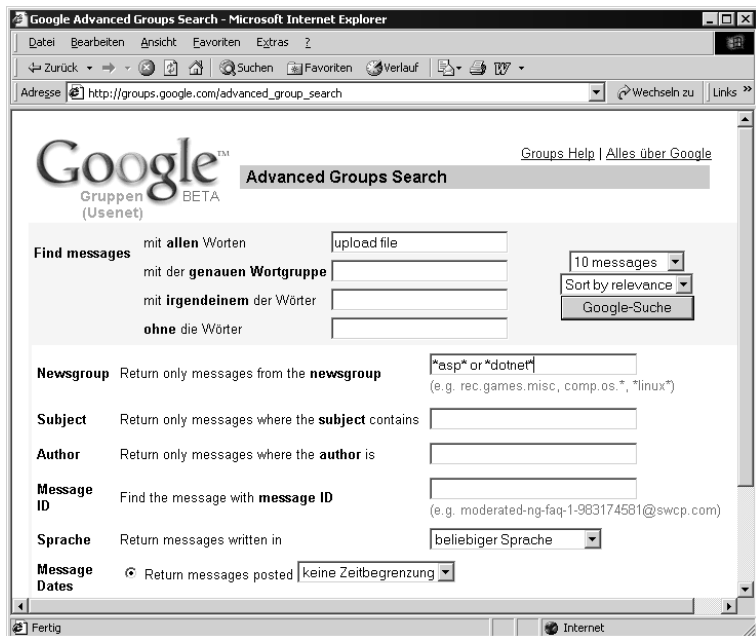 Google Advanced Groups Search - Microsoft Internet Explorer
Datei Bearbeiten Ansicht Favoriten Extras ?
Zurück Suchen Favoriten Verlauf
Adresse http://groups.google.com/advanced_group_search Wechseln zu Links »
Google™
Gruppen BETA
(Usenet)
Groups Help | Alles über Google
Advanced Groups Search
Find messages
mit allen Worten upload file
mit der genauen Wortgruppe
mit irgendeinem der Wörter
ohne die Wörter
10 messages
Sort by relevance
Google-Suche
Newsgroup Return only messages from the newsgroup *asp* or *dotnet*
(e.g. rec.games.misc, comp.os.*, *linux*)
Subject Return only messages where the subject contains
Author Return only messages where the author is
Message ID Find the message with message ID
(e.g. moderated-ng-faq-1-983174581@swcp.com)
Sprache Return messages written in beliebiger Sprache
Message Dates Return messages posted keine Zeitbegrenzung
Fertig Internet